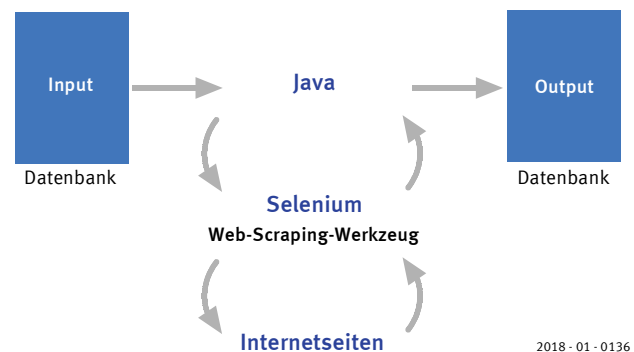 Input
Datenbank
Java
Output
Datenbank
Selenium
Web-Scraping-Werkzeug
Internetseiten
2018 - 01 - 0136